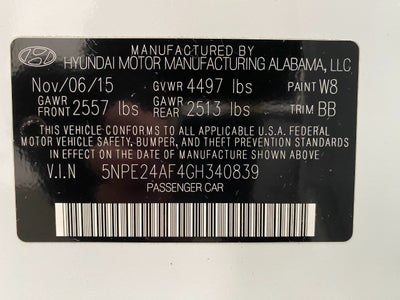 MANUFACTURED BY
HYUNDAI MOTOR MANUFACTURING ALABAMA, LLC
Nov/06/15 GVWR 4497 lbs PAINT W8
GAWR FRONT 2557 lbs GAWR REAR 2513 lbs TRIM BB
THIS VEHICLE CONFORMS TO ALL APPLICABLE U.S.A. FEDERAL
MOTOR VEHICLE SAFETY, BUMPER, AND THEFT PREVENTION STANDARDS
IN EFFECT ON THE DATE OF MANUFACTURE SHOWN ABOVE.
V.I.N 5NPE24AF4GH340839
PASSENGER CAR